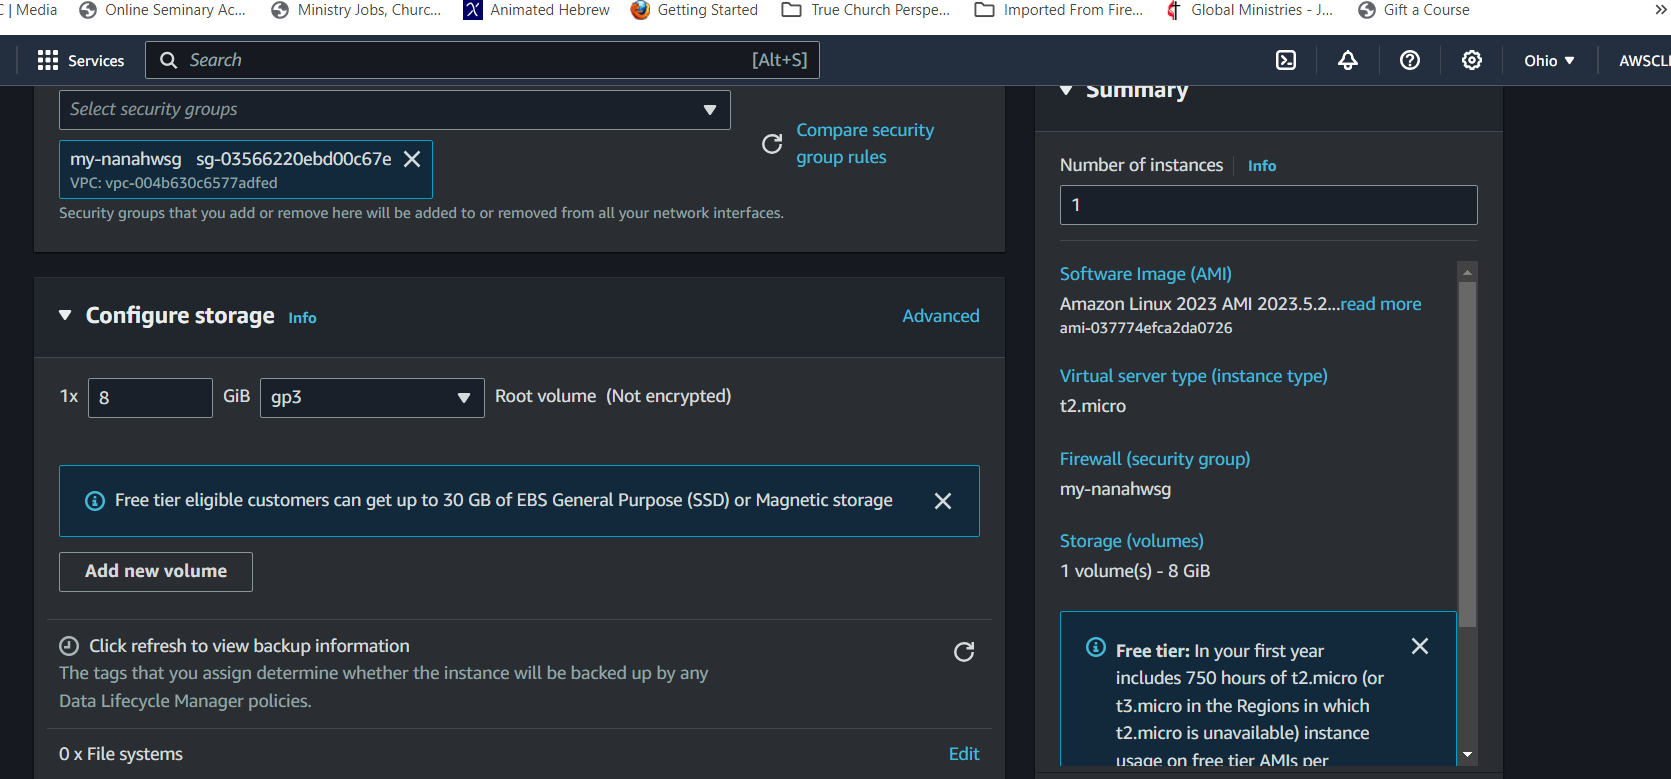 C | Media
Online Seminary Ac...
Ministry Jobs, Churc...
Animated Hebrew
Getting Started
True Church Perspe...
Imported From Fire...
Global Ministries - J...
Gift a Course
»
Services
Search
[Alt+S]
Ohio
AWSCLI
Select security groups
my-nanahwsg sg-03566220ebd00c67e
VPC: vpc-004b630c6577adfed
Compare security
group rules
Security groups that you add or remove here will be added to or removed from all your network interfaces.
Configure storage
Info
Advanced
1x
8
GiB
gp3
Root volume (Not encrypted)
Free tier eligible customers can get up to 30 GB of EBS General Purpose (SSD) or Magnetic storage
Add new volume
Click refresh to view backup information
The tags that you assign determine whether the instance will be backed up by any
Data Lifecycle Manager policies.
0 x File systems
Edit
Summary
Number of instances
Info
1
Software Image (AMI)
Amazon Linux 2023 AMI 2023.5.2...read more
ami-037774efca2da0726
Virtual server type (instance type)
t2.micro
Firewall (security group)
my-nanahwsg
Storage (volumes)
1 volume(s) - 8 GiB
Free tier: In your first year
includes 750 hours of t2.micro (or
t3.micro in the Regions in which
t2.micro is unavailable) instance
usage on free tier AMIs per